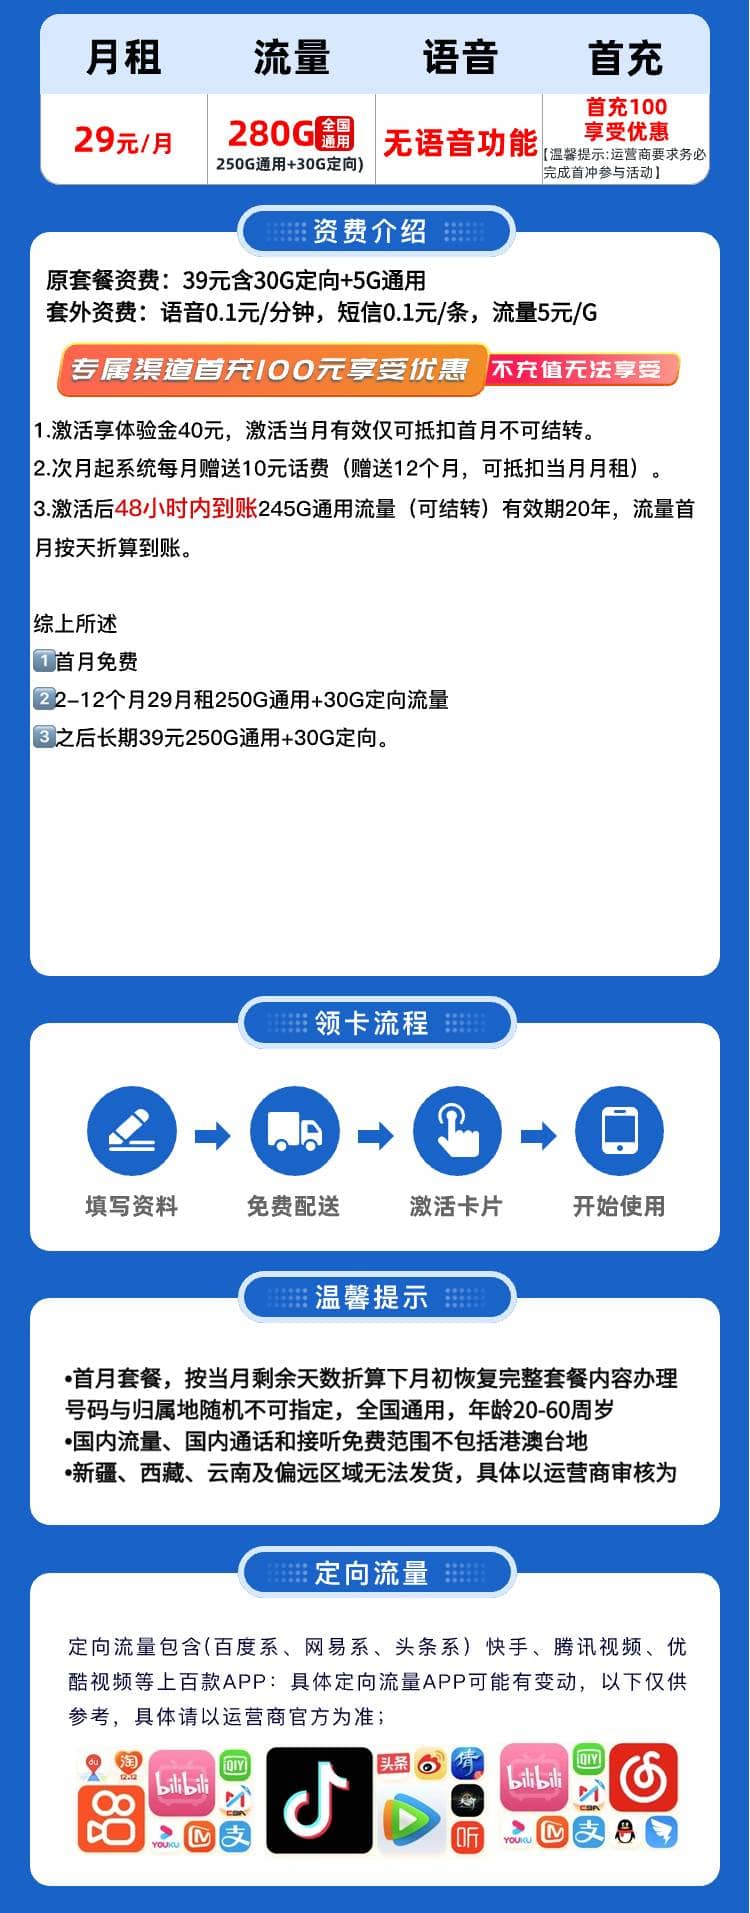 月租 流量 语音 首充
29元/月
280G 全国通用
250G通用+30G定向)
无语音功能
首充100
享受优惠
【温馨提示:运营商要求务必
完成首冲参与活动】
资费介绍
原套餐资费：39元含30G定向+5G通用
套外资费：语音0.1元/分钟，短信0.1元/条，流量5元/G
专属渠道首充100元享受优惠 不充值无法享受
1.激活享体验金40元，激活当月有效仅可抵扣首月不可结转。
2.次月起系统每月赠送10元话费（赠送12个月，可抵扣当月月租）。
3.激活后48小时内到账245G通用流量（可结转）有效期20年，流量首
月按天折算到账。
综上所述
1首月免费
2 2–12个月29月租250G通用+30G定向流量
3之后长期39元250G通用+30G定向。
领卡流程
填写资料 免费配送 激活卡片 开始使用
温馨提示
•首月套餐，按当月剩余天数折算下月初恢复完整套餐内容办理
号码与归属地随机不可指定，全国通用，年龄20-60周岁
•国内流量、国内通话和接听免费范围不包括港澳台地
•新疆、西藏、云南及偏远区域无法发货，具体以运营商审核为
定向流量
定向流量包含(百度系、网易系、头条系）快手、腾讯视频、优
酷视频等上百款APP：具体定向流量APP可能有变动，以下仅供
参考，具体请以运营商官方为准；
du 淘 12.12 bilibili QIY 头条 倩 bilibili QIY
CBA CBA
YOUKU 支 听 YOUKU 支